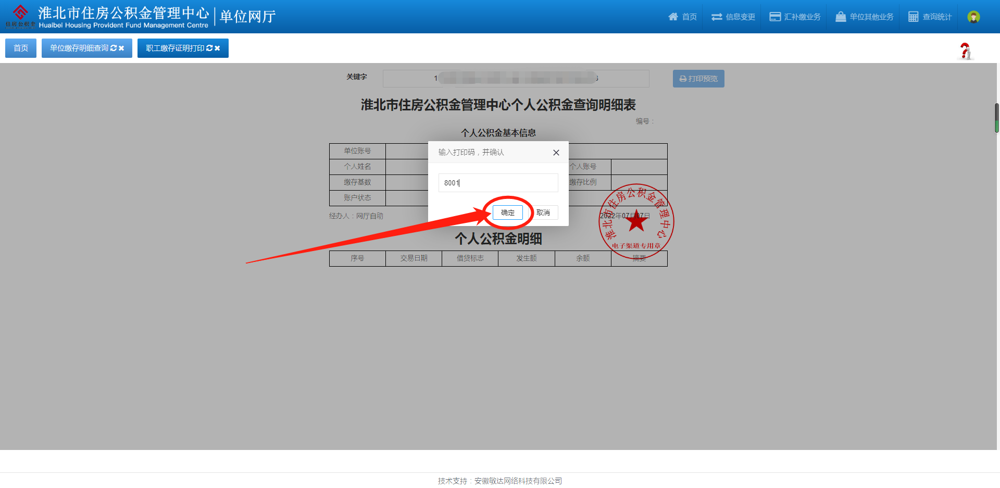 淮北市住房公积金管理中心 | 单位网厅
Huaibei Housing Provident Fund Management Centre
住房公积金
首页 信息变更 汇补缴业务 单位其他业务 查询统计
首页 单位缴存明细查询 职工缴存证明打印
关键字 1 打印预览
淮北市住房公积金管理中心个人公积金查询明细表
编号：
个人公积金基本信息
单位账号
个人姓名 个人账号
缴存基数 缴存比例
账户状态
输入打印码，并确认
8001
确定 取消
经办人：网厅自助 2022年07月07日
淮北市住房公积金管理中心
电子渠道专用章
个人公积金明细
序号 交易日期 借贷标志 发生额 余额 摘要
技术支持：安徽敏达网络科技有限公司